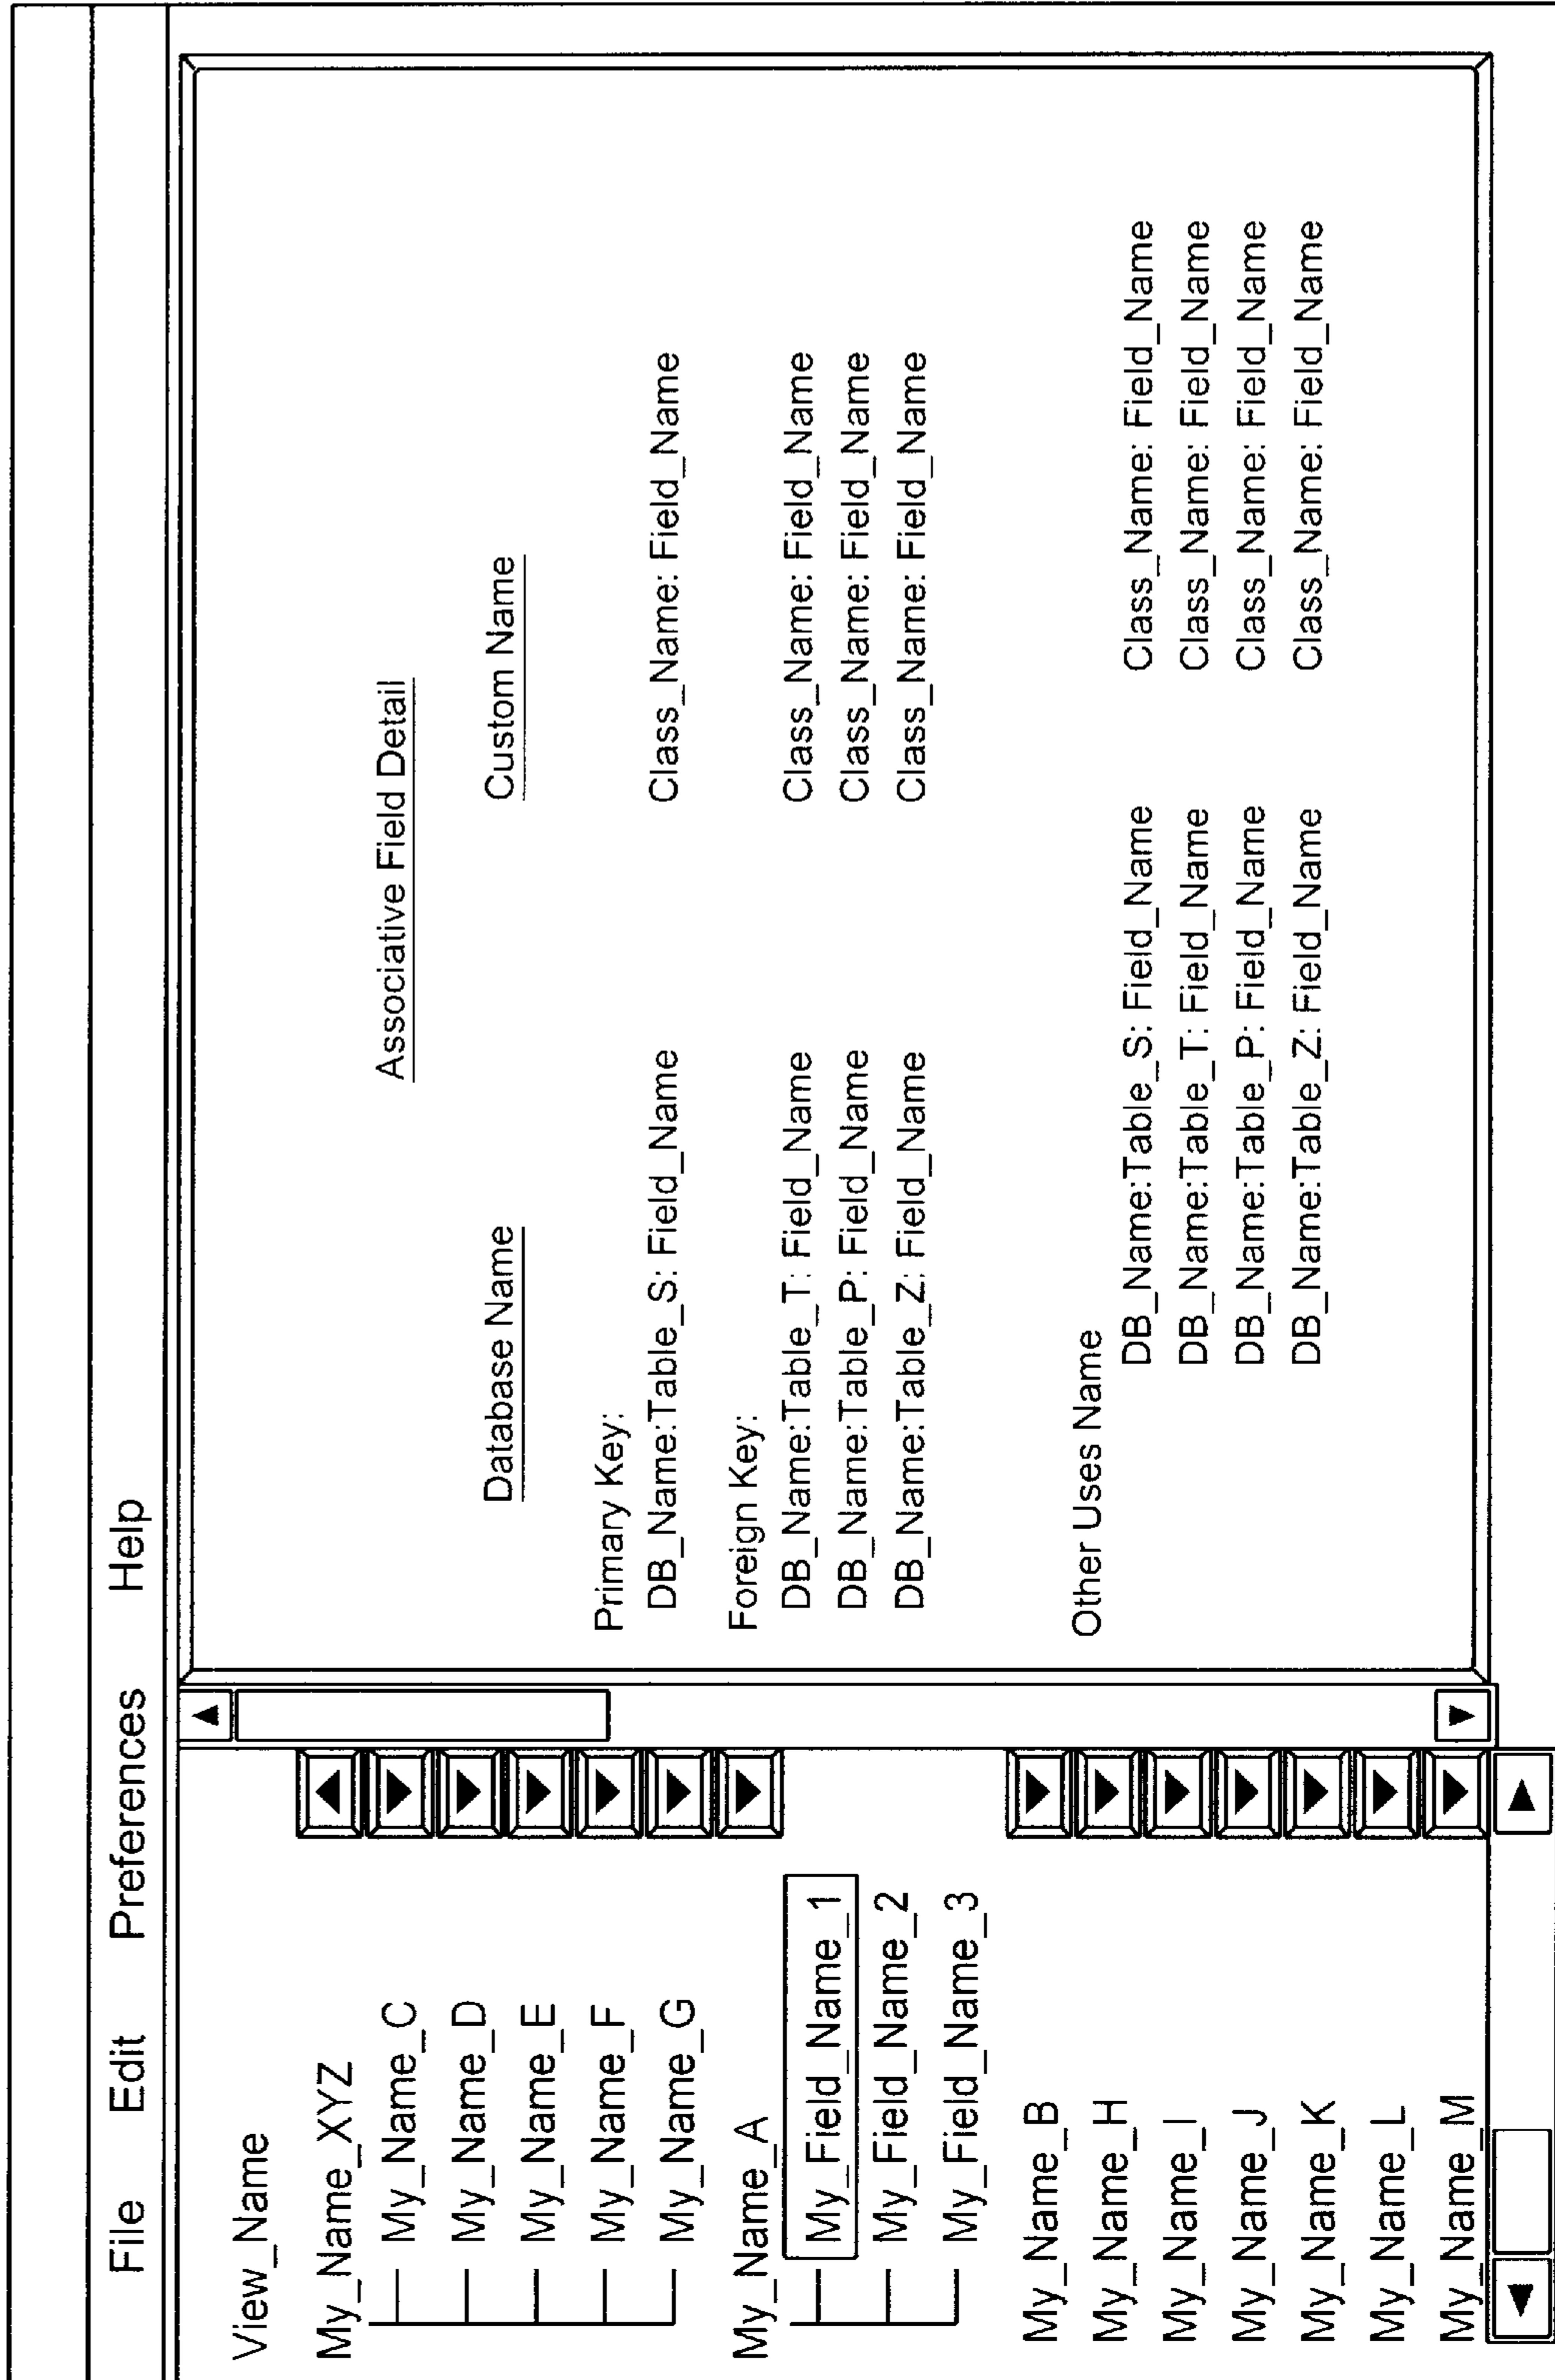 File Edit Preferences Help
View_Name
My_Name_XYZ
My_Name_C
My_Name_D
My_Name_E
My_Name_F
My_Name_G
My_Name_A
My_Field_Name_1
My_Field_Name_2
My_Field_Name_3
My_Name_B
My_Name_H
My_Name_I
My_Name_J
My_Name_K
My_Name_L
My_Name_M
Associative Field Detail
Database Name Custom Name
Primary Key:
DB_Name:Table_S: Field_Name Class_Name: Field_Name
Foreign Key:
DB_Name:Table_T: Field_Name Class_Name: Field_Name
DB_Name:Table_P: Field_Name Class_Name: Field_Name
DB_Name:Table_Z: Field_Name Class_Name: Field_Name
Other Uses Name
DB_Name:Table_S: Field_Name Class_Name: Field_Name
DB_Name:Table_T: Field_Name Class_Name: Field_Name
DB_Name:Table_P: Field_Name Class_Name: Field_Name
DB_Name:Table_Z: Field_Name Class_Name: Field_Name